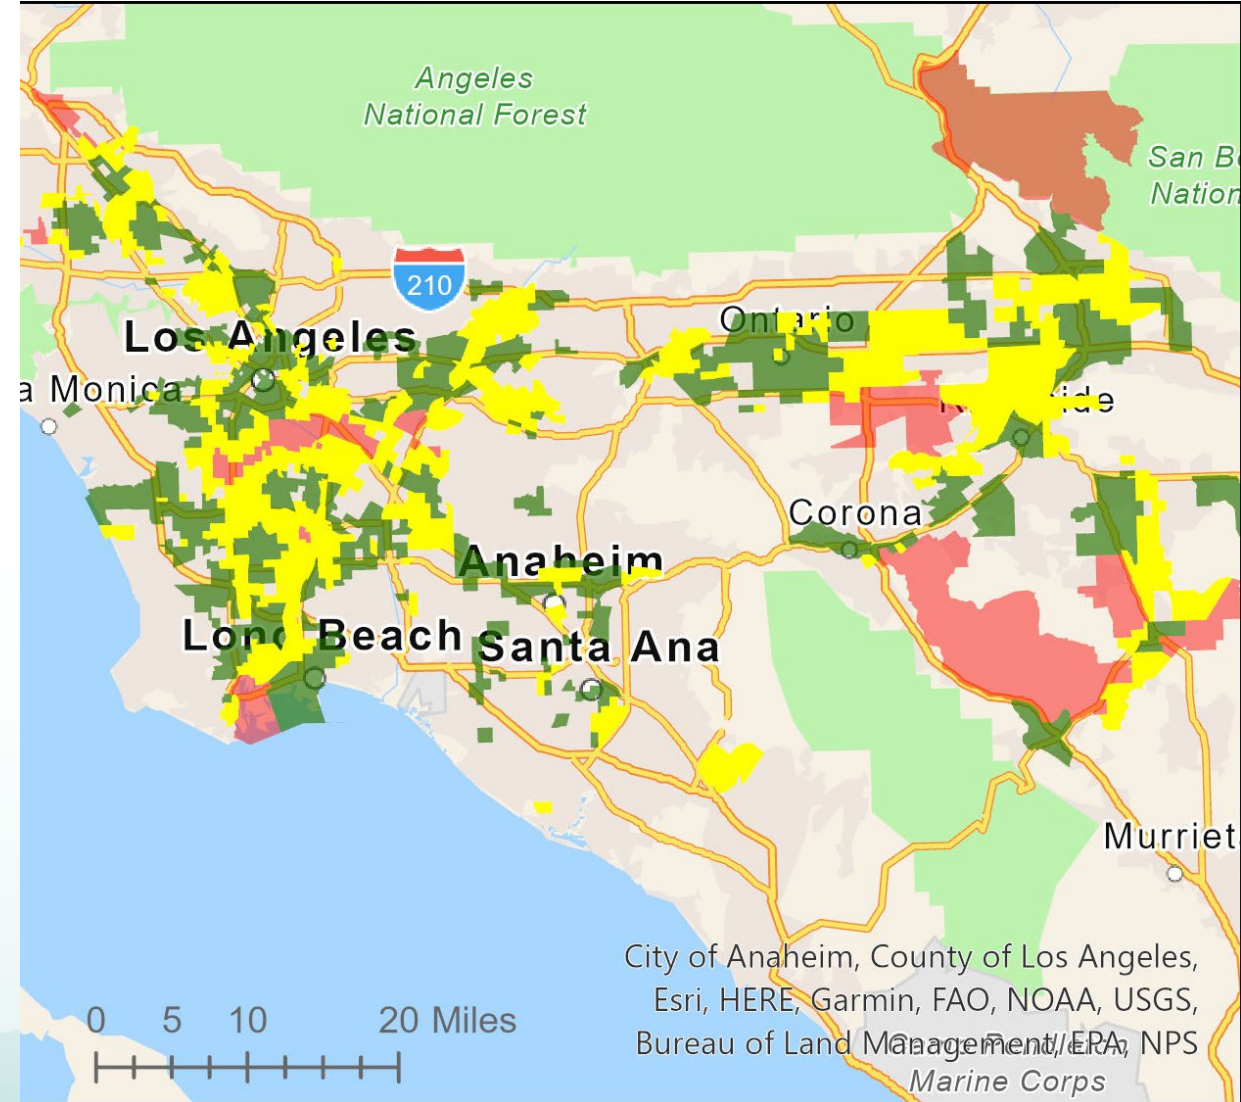 Angeles
National Forest
San Be
Nation
210
Ontario
Los Angeles
a Monica
Corona
Anaheim
Long Beach
Santa Ana
Murriet
City of Anaheim, County of Los Angeles,
Esri, HERE, Garmin, FAO, NOAA, USGS,
Bureau of Land Management, EPA, NPS
0 5 10 20 Miles
Marine Corps